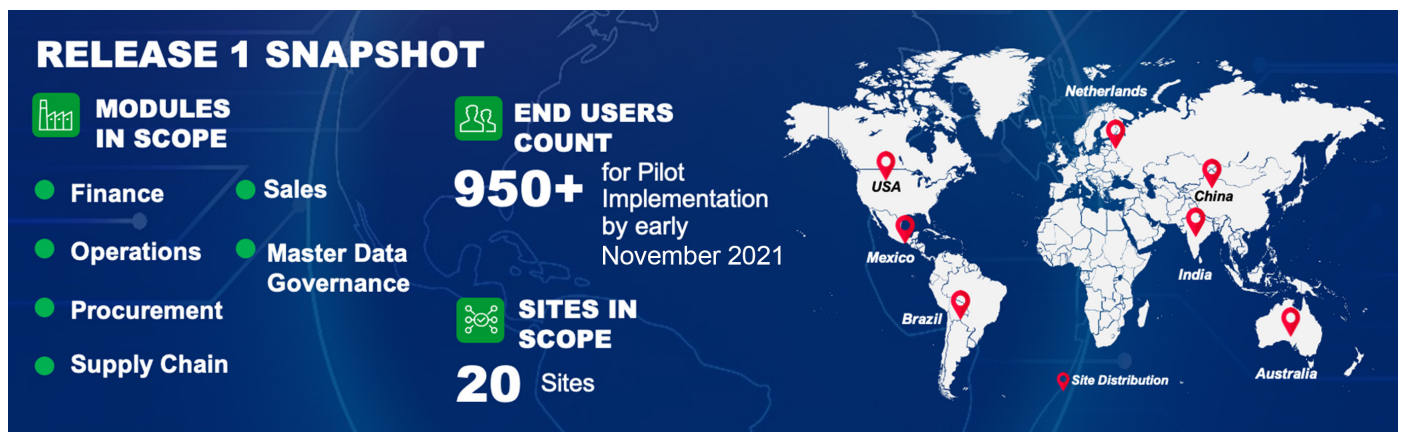 RELEASE 1 SNAPSHOT
MODULES
IN SCOPE
Finance
Operations
Procurement
Supply Chain
Sales
Master Data
Governance
END USERS
COUNT
950+
for Pilot
Implementation
by early
November 2021
SITES IN
SCOPE
20 Sites
Netherlands
USA
China
Mexico
India
Brazil
Australia
Site Distribution